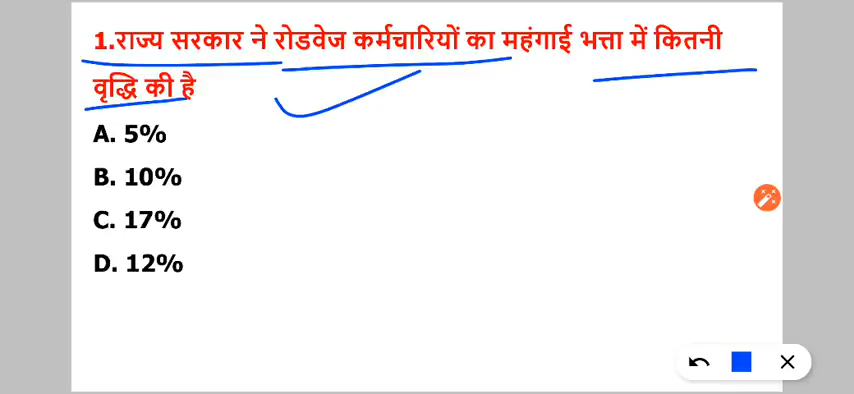 1.राज्य सरकार ने रोडवेज कर्मचारियों का महंगाई भत्ता में कितनी
वृद्धि की है
A. 5%
B. 10%
C. 17%
D. 12%